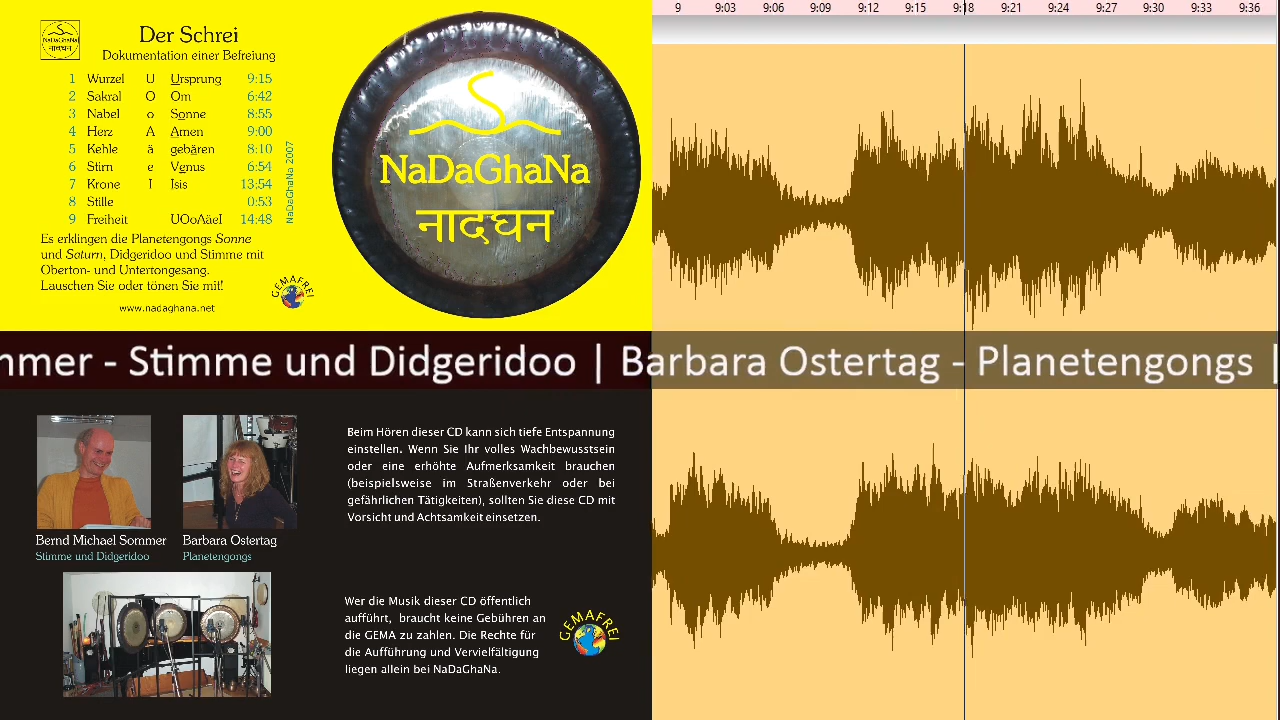 NaDaGhaNa
नादघन
Der Schrei
Dokumentation einer Befreiung
1 Wurzel U Ursprung 9:15
2 Sakral O Om 6:42
3 Nabel o Sonne 8:55
4 Herz A Amen 9:00
5 Kehle ä gebären 8:10
6 Stirn e Venus 6:54
7 Krone I Isis 13:54
8 Stille 0:53
9 Freiheit UOoAäeI 14:48
NaDaGhaNa 2007
Es erklingen die Planetengongs Sonne
und Saturn, Didgeridoo und Stimme mit
Oberton- und Untertongesang.
Lauschen Sie oder tönen Sie mit!
www.nadaghana.net
GEMAFREI
NaDaGhaNa
नादघन
9 9:03 9:06 9:09 9:12 9:15 9:18 9:21 9:24 9:27 9:30 9:33 9:36
mmer - Stimme und Didgeridoo | Barbara Ostertag - Planetengongs |
Bernd Michael Sommer
Stimme und Didgeridoo
Barbara Ostertag
Planetengongs
Beim Hören dieser CD kann sich tiefe Entspannung
einstellen. Wenn Sie Ihr volles Wachbewusstsein
oder eine erhöhte Aufmerksamkeit brauchen
(beispielsweise im Straßenverkehr oder bei
gefährlichen Tätigkeiten), sollten Sie diese CD mit
Vorsicht und Achtsamkeit einsetzen.
Wer die Musik dieser CD öffentlich
aufführt, braucht keine Gebühren an
die GEMA zu zahlen. Die Rechte für
die Aufführung und Vervielfältigung
liegen allein bei NaDaGhaNa.
GEMAFREI